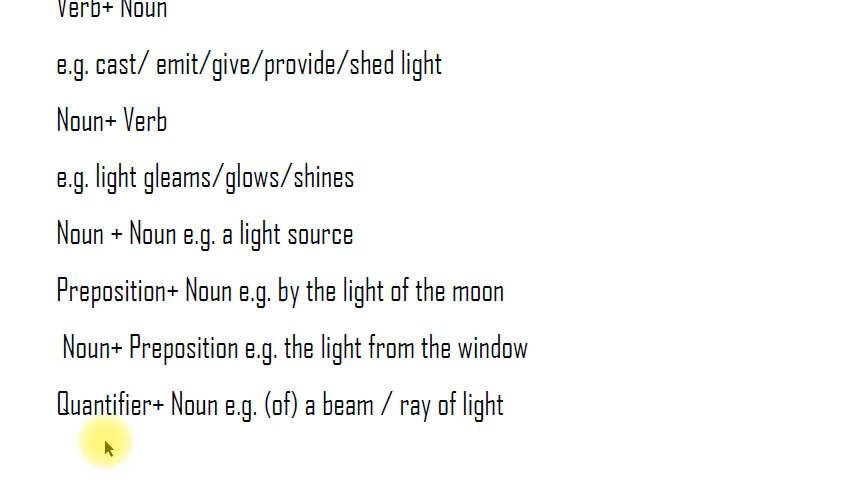 Verb+ Noun
e.g. cast/ emit/give/provide/shed light
Noun+ Verb
e.g. light gleams/glows/shines
Noun + Noun e.g. a light source
Preposition+ Noun e.g. by the light of the moon
Noun+ Preposition e.g. the light from the window
Quantifier+ Noun e.g. (of) a beam / ray of light